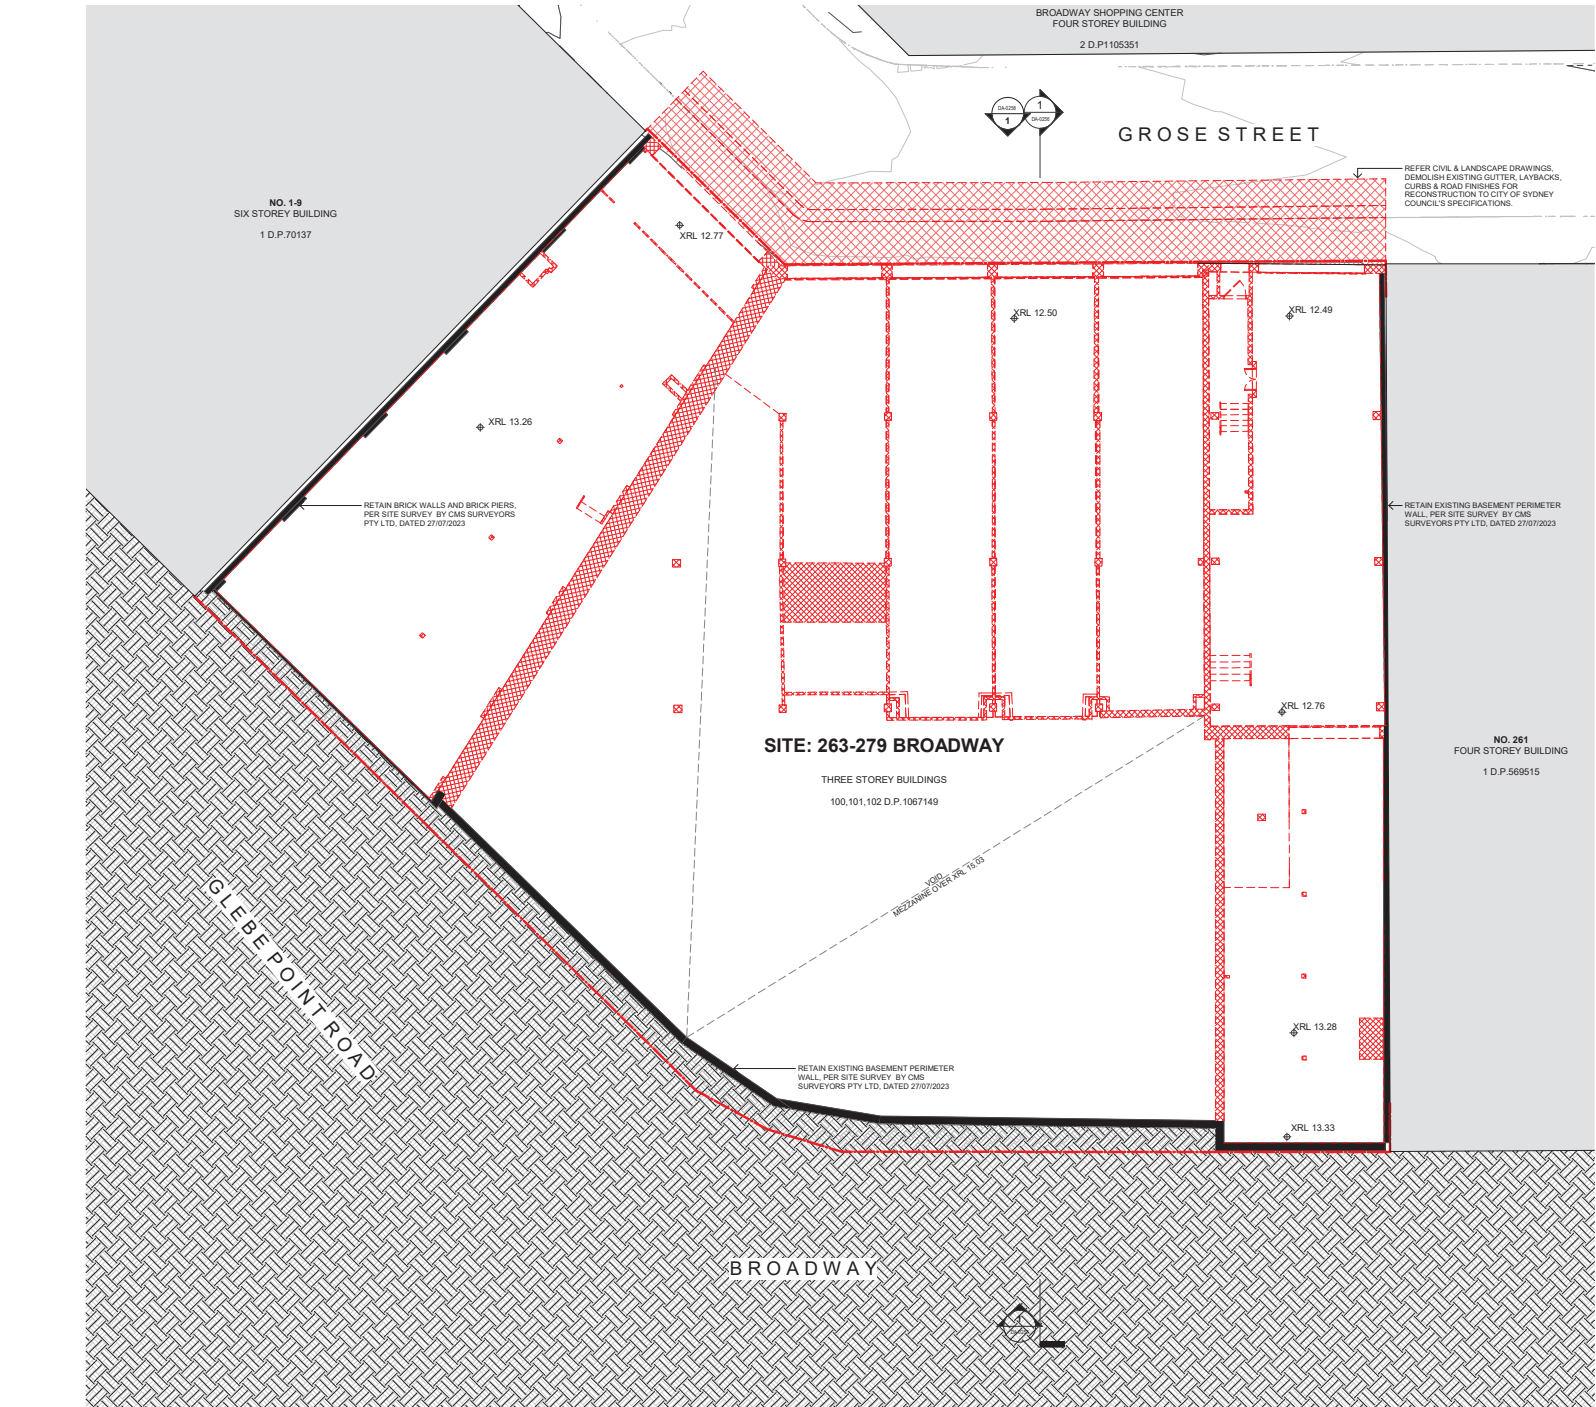 BROADWAY SHOPPING CENTER
FOUR STOREY BUILDING
2 D.P1105351
DA-0258
1
1
DA-0256
GROSE STREET
REFER CIVIL & LANDSCAPE DRAWINGS,
DEMOLISH EXISTING GUTTER, LAYBACKS,
CURBS & ROAD FINISHES FOR
RECONSTRUCTION TO CITY OF SYDNEY
COUNCIL'S SPECIFICATIONS.
NO. 1-9
SIX STOREY BUILDING
1 D.P.70137
XRL 12.77
XRL 12.50
XRL 12.49
XRL 13.26
RETAIN BRICK WALLS AND BRICK PIERS,
PER SITE SURVEY BY CMS SURVEYORS
PTY LTD, DATED 27/07/2023
RETAIN EXISTING BASEMENT PERIMETER
WALL, PER SITE SURVEY BY CMS
SURVEYORS PTY LTD, DATED 27/07/2023
XRL 12.76
SITE: 263-279 BROADWAY
THREE STOREY BUILDINGS
100,101,102 D.P.1067149
NO. 261
FOUR STOREY BUILDING
1 D.P.569515
VOID
MEZZANINE OVER XRL 15.03
GLEBE POINT ROAD
XRL 13.28
RETAIN EXISTING BASEMENT PERIMETER
WALL, PER SITE SURVEY BY CMS
SURVEYORS PTY LTD, DATED 27/07/2023
XRL 13.33
BROADWAY
1